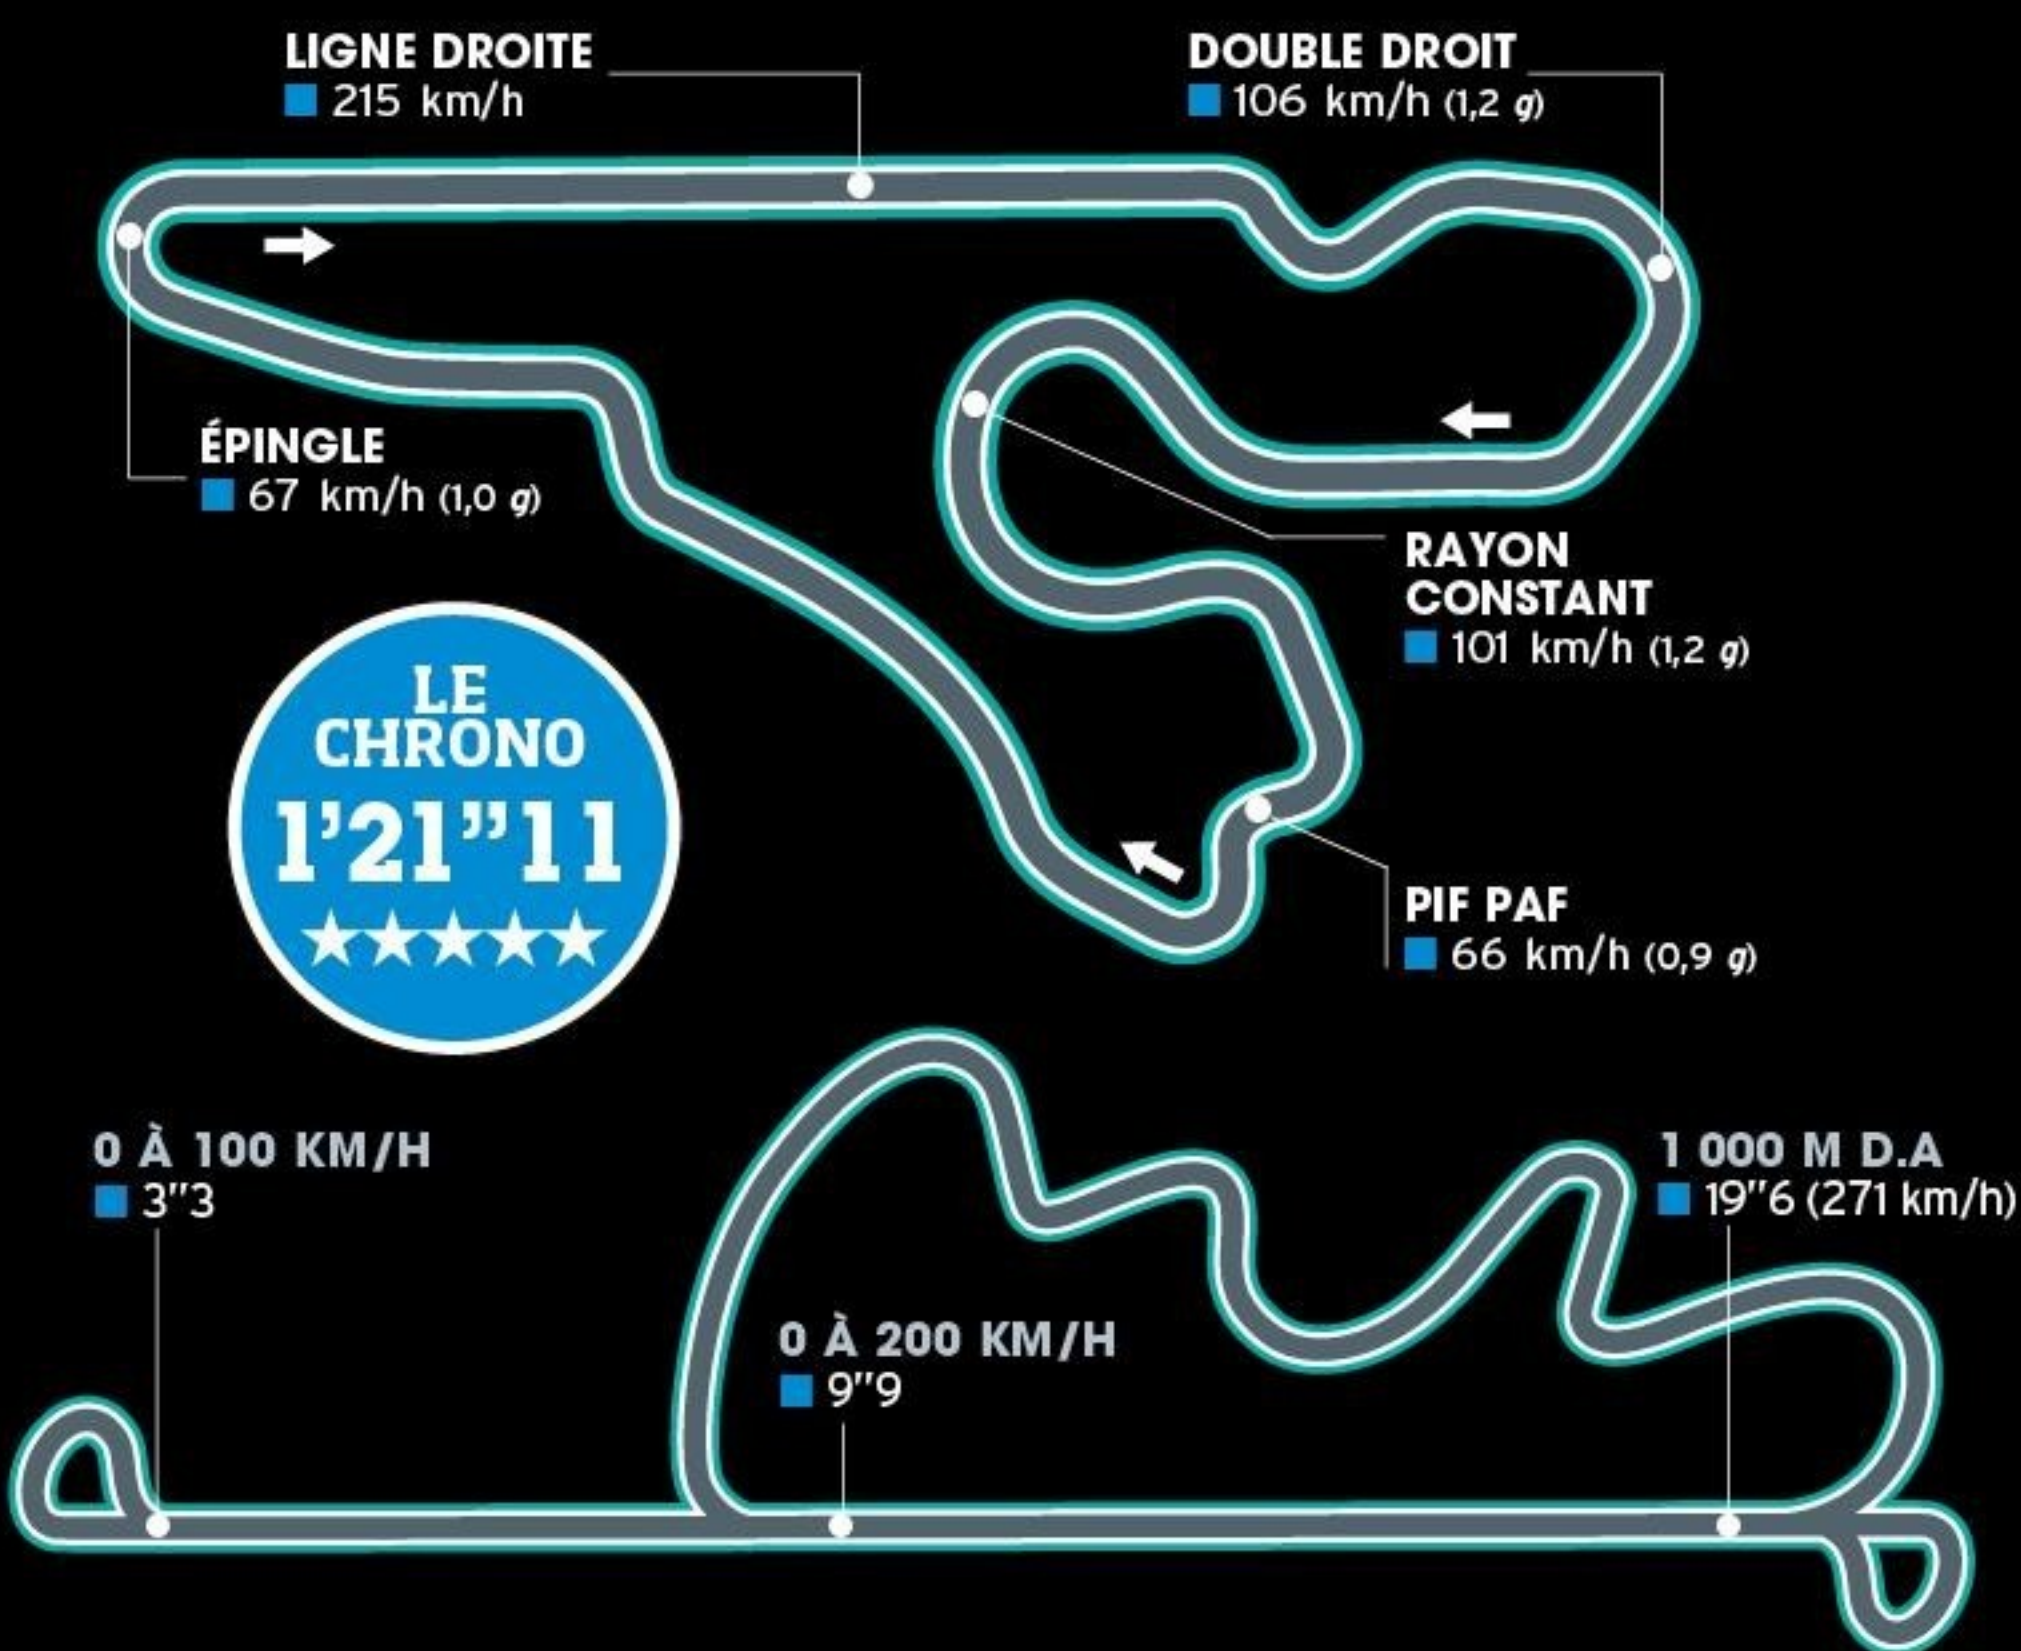 LIGNE DROITE
215 km/h
DOUBLE DROIT
106 km/h (1,2 g)
ÉPINGLE
67 km/h (1,0 g)
RAYON
CONSTANT
101 km/h (1,2 g)
LE
CHRONO
1’21”11
PIF PAF
66 km/h (0,9 g)
0 À 100 KM/H
3"3
1 000 M D.A
19"6 (271 km/h)
0 À 200 KM/H
9"9